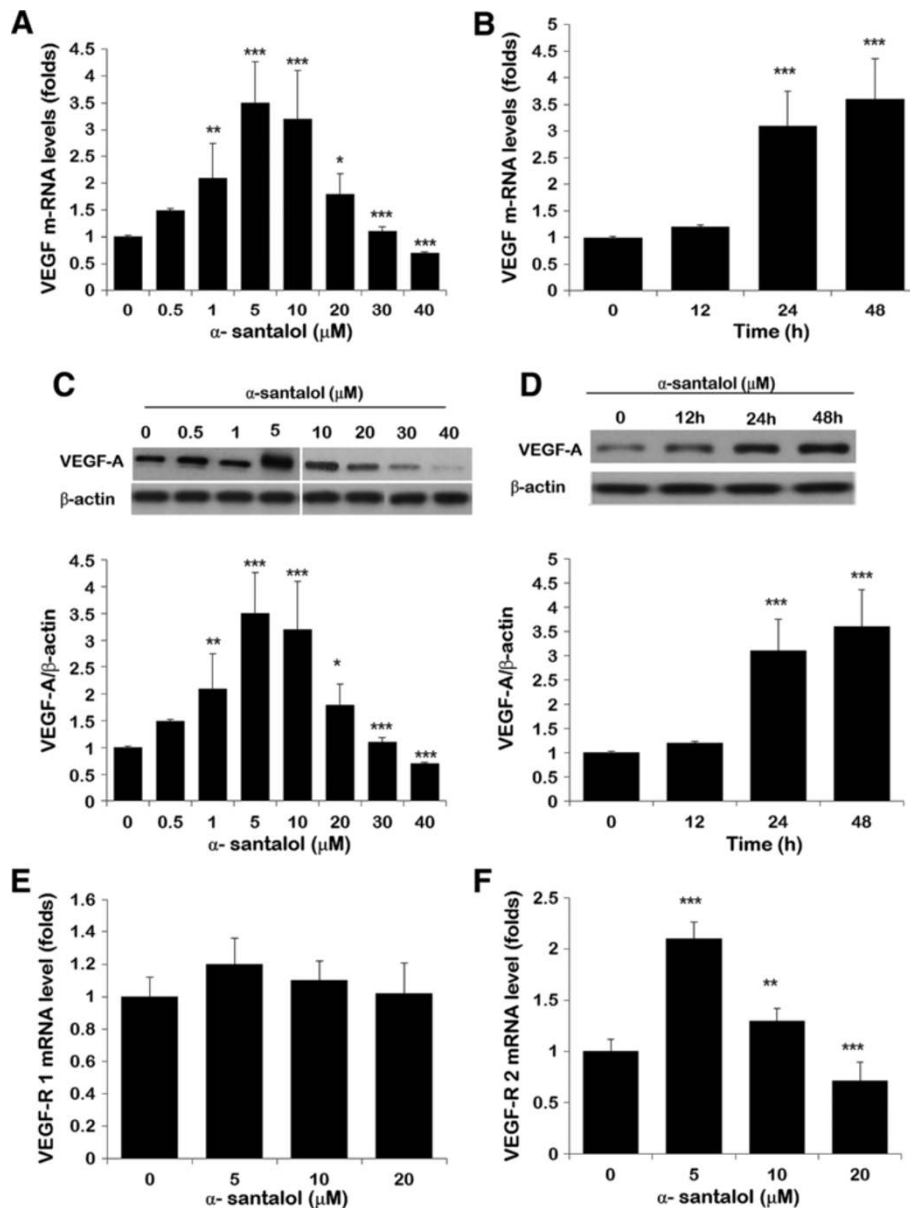 A
VEGF m-RNA levels (folds)
4.5
4
3.5
3
2.5
2
1.5
1
0.5
0
** *** *** * *** ***
0 0.5 1 5 10 20 30 40
α- santalol (μM)
B
VEGF m-RNA levels (folds)
5
4.5
4
3.5
3
2.5
2
1.5
1
0.5
0
*** ***
0 12 24 48
Time (h)
C
α-santalol (μM)
0 0.5 1 5 10 20 30 40
VEGF-A
β-actin
VEGF-A/β-actin
4.5
4
3.5
3
2.5
2
1.5
1
0.5
0
** *** *** * *** ***
0 0.5 1 5 10 20 30 40
α- santalol (μM)
D
α-santalol (μM)
0 12h 24h 48h
VEGF-A
β-actin
VEGF-A/β-actin
5
4.5
4
3.5
3
2.5
2
1.5
1
0.5
0
*** ***
0 12 24 48
Time (h)
E
VEGF-R 1 mRNA level (folds)
1.6
1.4
1.2
1
0.8
0.6
0.4
0.2
0
0 5 10 20
α- santalol (μM)
F
VEGF-R 2 mRNA level (folds)
2.5
2
1.5
1
0.5
0
*** ** ***
0 5 10 20
α- santalol (μM)